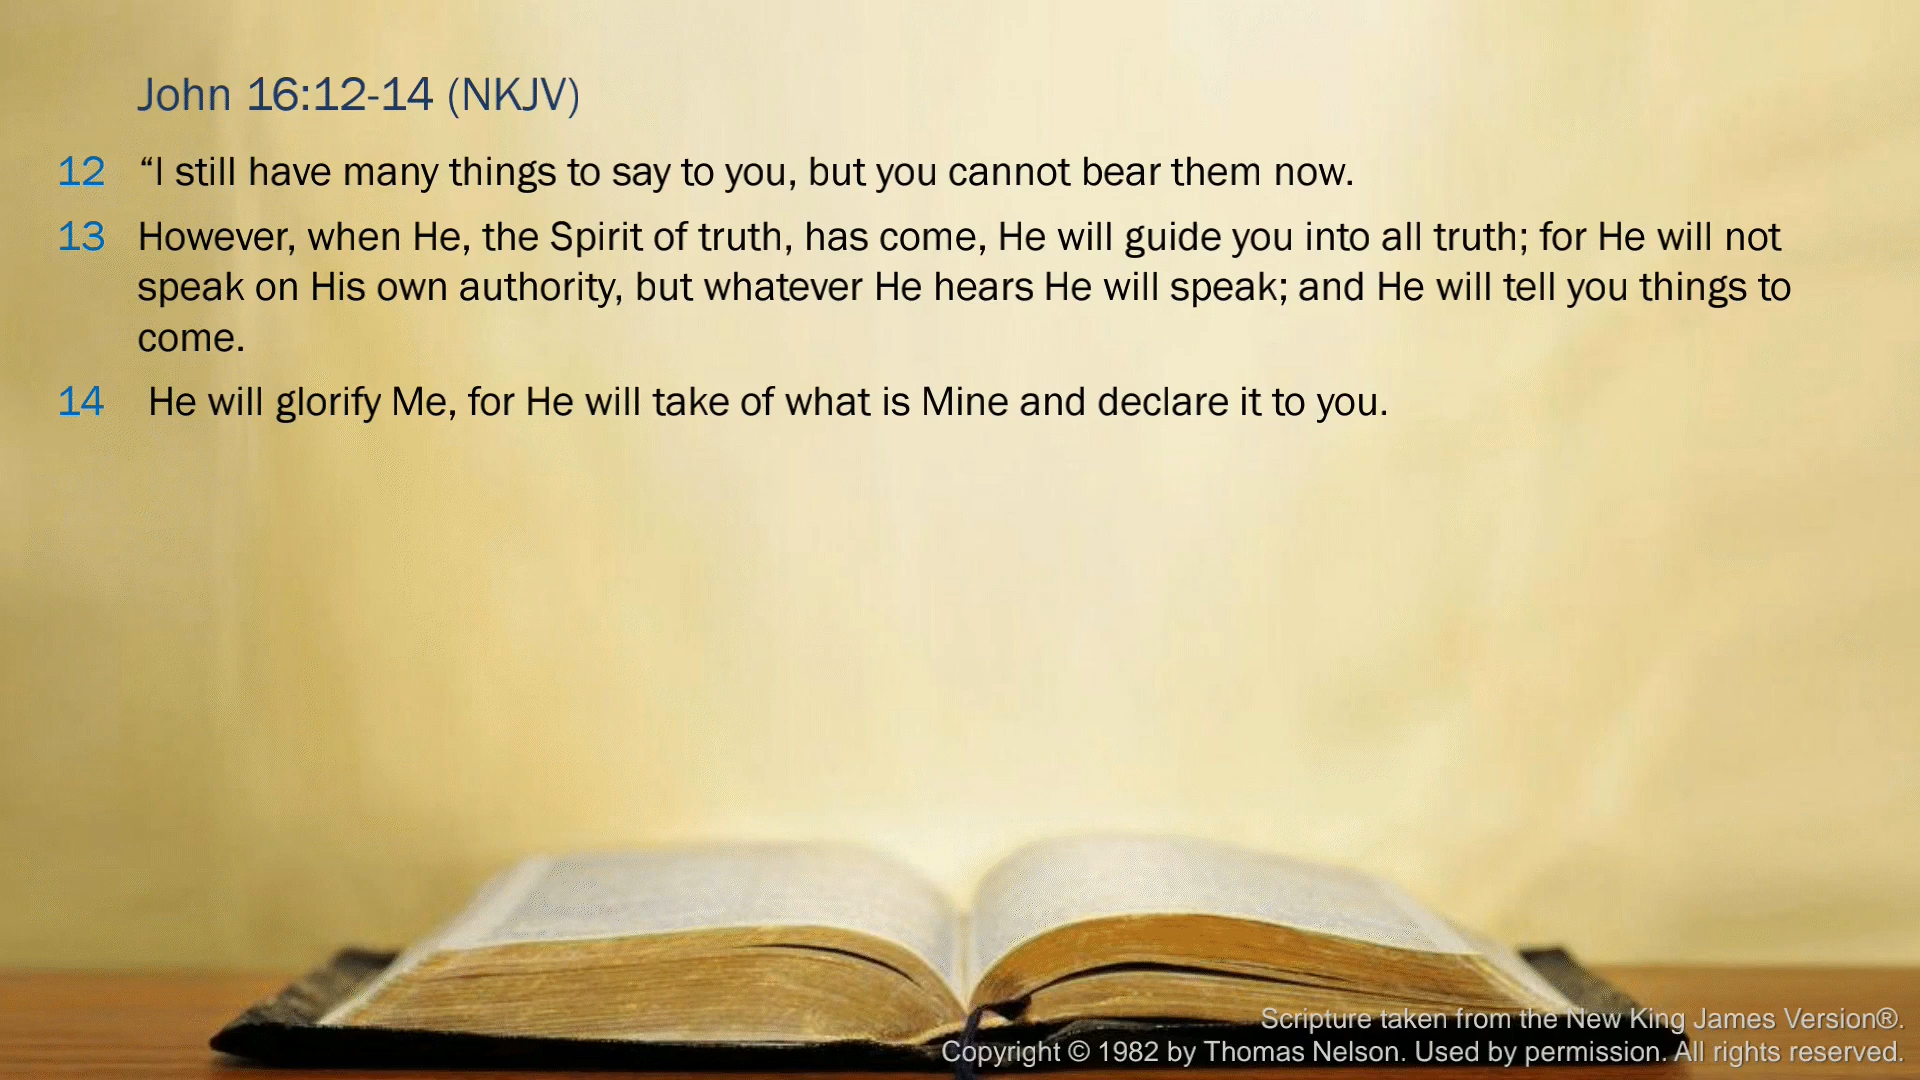 John 16:12-14 (NKJV)
12 “I still have many things to say to you, but you cannot bear them now.
13 However, when He, the Spirit of truth, has come, He will guide you into all truth; for He will not
speak on His own authority, but whatever He hears He will speak; and He will tell you things to
come.
14 He will glorify Me, for He will take of what is Mine and declare it to you.
Scripture taken from the New King James Version®.
Copyright © 1982 by Thomas Nelson. Used by permission. All rights reserved.